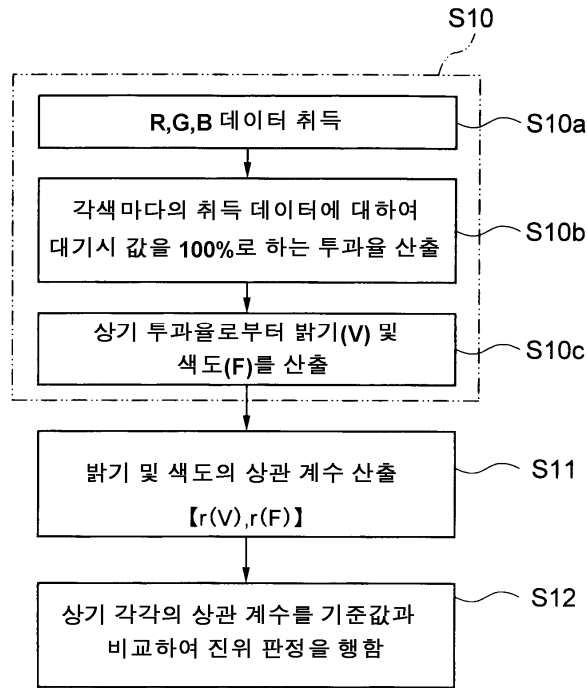 S10
R,G,B 데이터 취득
S10a
각색마다의 취득 데이터에 대하여
대기시 값을 100%로 하는 투과율 산출
S10b
상기 투과율로부터 밝기(V) 및
색도(F)를 산출
S10c
밝기 및 색도의 상관 계수 산출
【r(V),r(F)】
S11
상기 각각의 상관 계수를 기준값과
비교하여 진위 판정을 행함
S12